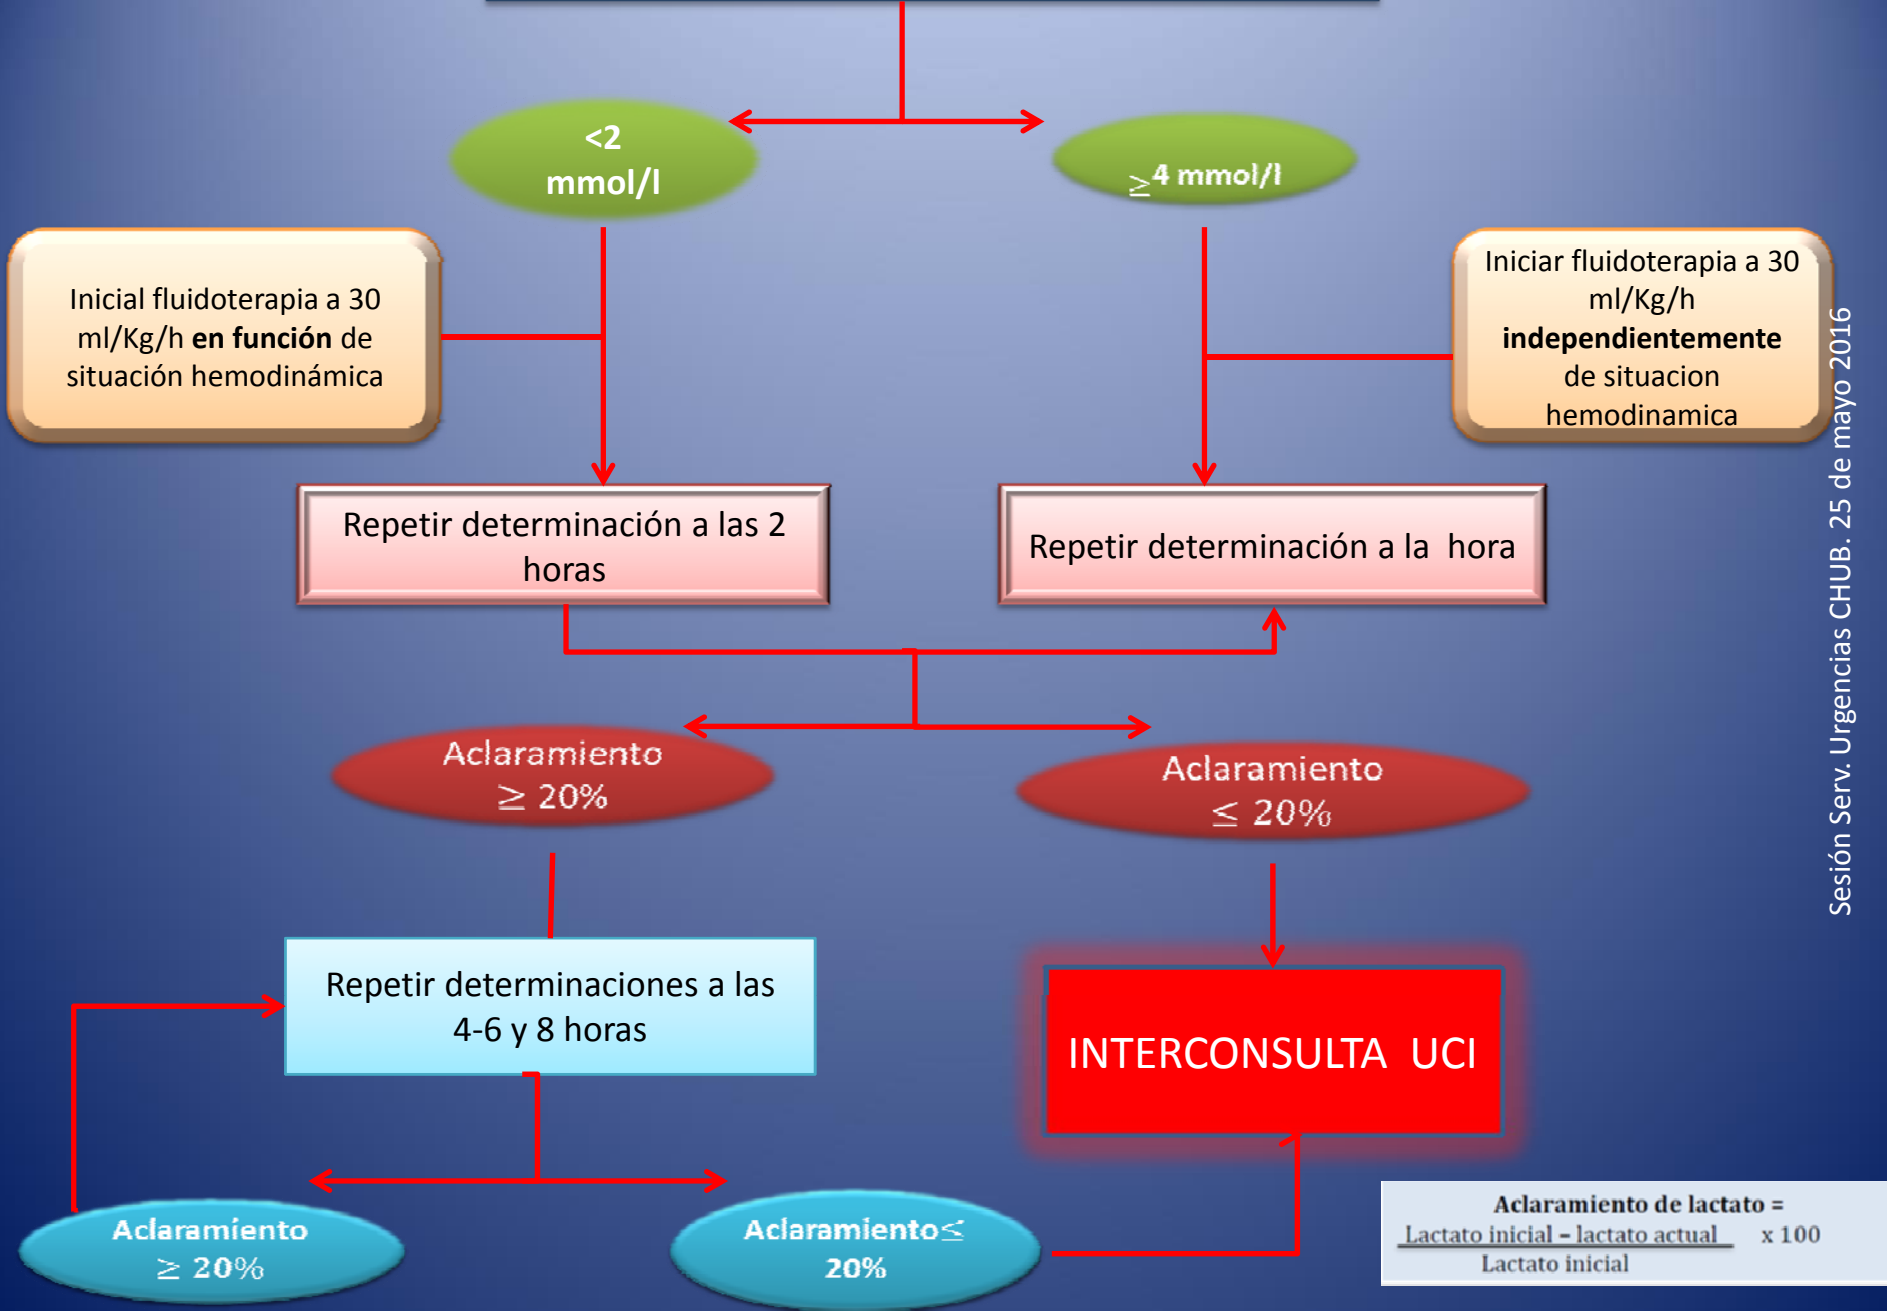 <2
mmol/l
≥4 mmol/l
Inicial fluidoterapia a 30
ml/Kg/h en función de
situación hemodinámica
Iniciar fluidoterapia a 30
ml/Kg/h
independientemente
de situacion
hemodinamica
Repetir determinación a las 2
horas
Repetir determinación a la hora
Aclaramiento
≥ 20%
Aclaramiento
≤ 20%
Repetir determinaciones a las
4-6 y 8 horas
INTERCONSULTA UCI
Aclaramiento
≥ 20%
Aclaramiento≤
20%
Aclaramiento de lactato =
Lactato inicial – lactato actual x 100
Lactato inicial
Sesión Serv. Urgencias CHUB. 25 de mayo 2016